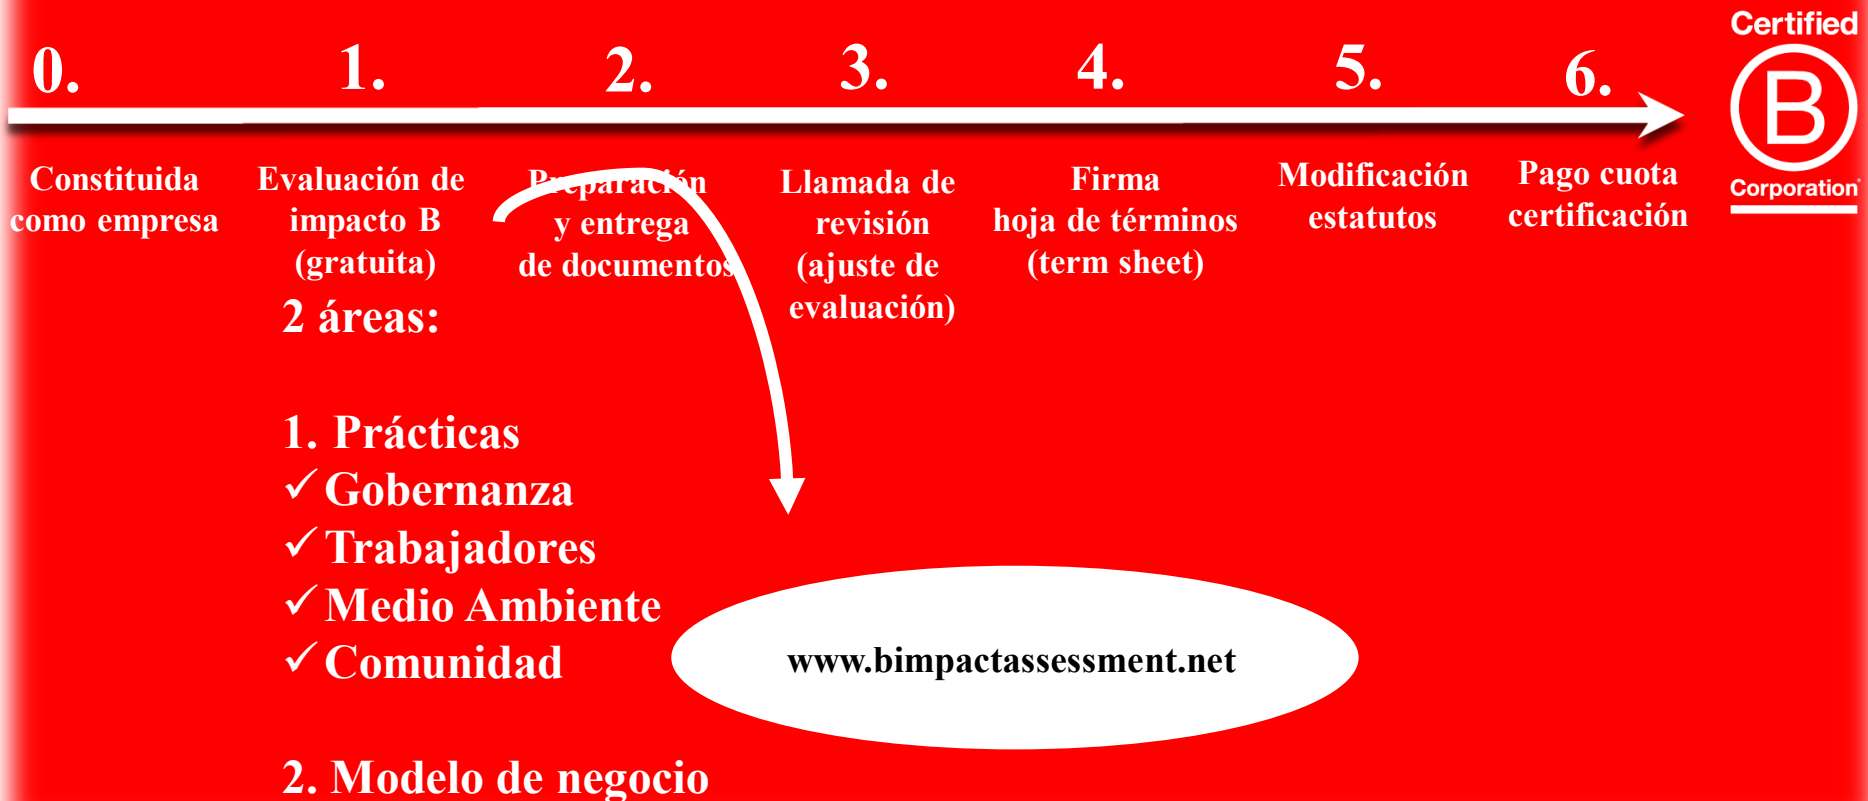 0.
1.
2.
3.
4.
5.
6.
Certified
B
Corporation
Constituida
como empresa
Evaluación de
impacto B
(gratuita)
Preparación
y entrega
de documentos
Llamada de
revisión
(ajuste de
evaluación)
Firma
hoja de términos
(term sheet)
Modificación
estatutos
Pago cuota
certificación
2 áreas:
1. Prácticas
✓ Gobernanza
✓ Trabajadores
✓ Medio Ambiente
✓ Comunidad
2. Modelo de negocio
www.bimpactassessment.net